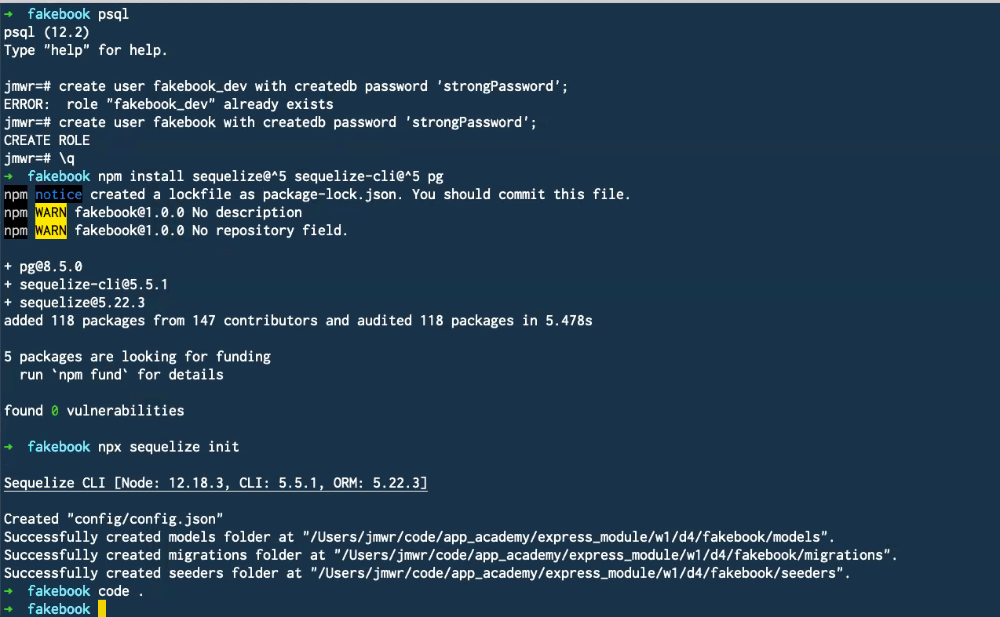 → fakebook psql
psql (12.2)
Type "help" for help.
jmwr=# create user fakebook_dev with createdb password 'strongPassword';
ERROR:  role "fakebook_dev" already exists
jmwr=# create user fakebook with createdb password 'strongPassword';
CREATE ROLE
jmwr=# \q
→ fakebook npm install sequelize@^5 sequelize-cli@^5 pg
npm notice created a lockfile as package-lock.json. You should commit this file.
npm WARN fakebook@1.0.0 No description
npm WARN fakebook@1.0.0 No repository field.
+ pg@8.5.0
+ sequelize-cli@5.5.1
+ sequelize@5.22.3
added 118 packages from 147 contributors and audited 118 packages in 5.478s
5 packages are looking for funding
  run `npm fund` for details
found 0 vulnerabilities
→ fakebook npx sequelize init
Sequelize CLI [Node: 12.18.3, CLI: 5.5.1, ORM: 5.22.3]
Created "config/config.json"
Successfully created models folder at "/Users/jmwr/code/app_academy/express_module/w1/d4/fakebook/models".
Successfully created migrations folder at "/Users/jmwr/code/app_academy/express_module/w1/d4/fakebook/migrations".
Successfully created seeders folder at "/Users/jmwr/code/app_academy/express_module/w1/d4/fakebook/seeders".
→ fakebook code .
→ fakebook